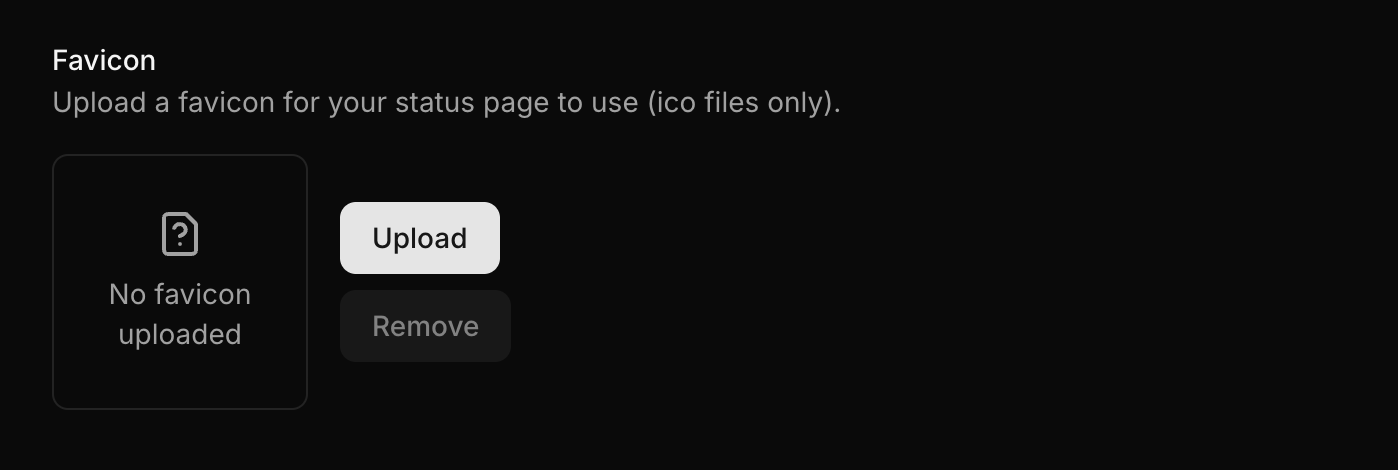 Favicon
Upload a favicon for your status page to use (ico files only).
No favicon
uploaded
Upload
Remove